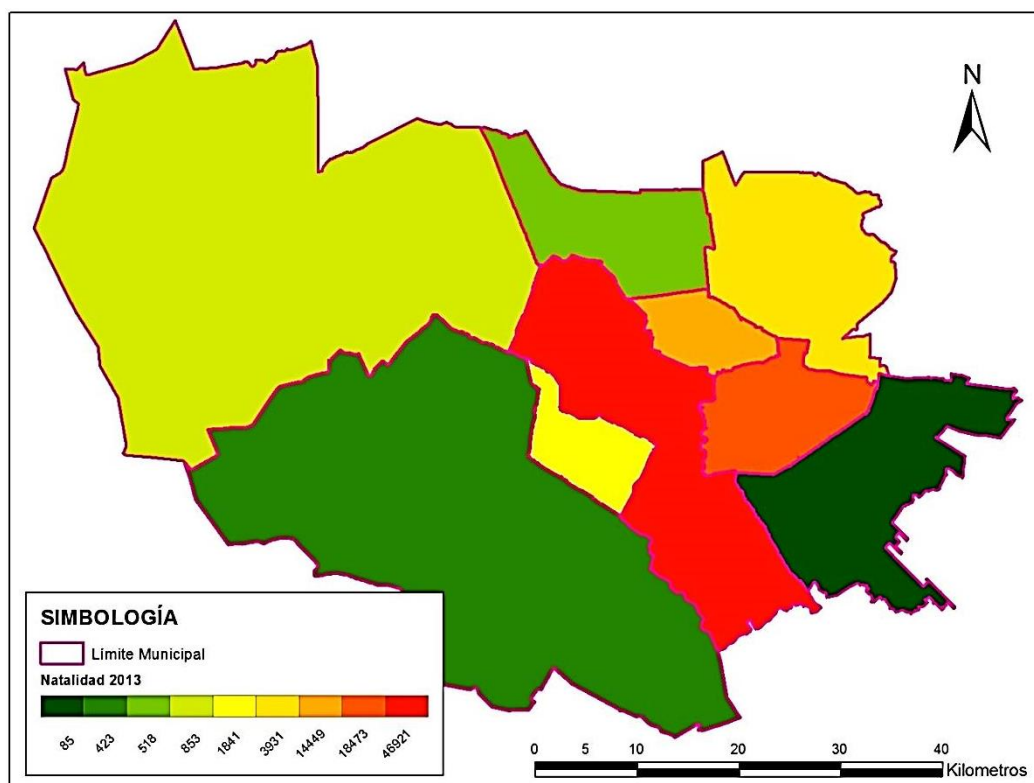 N
SIMBOLOGÍA
Límite Municipal
Natalidad 2013
85 423 518 853 1841 3931 14449 18473 46921
0 5 10 20 30 40
Kilometros